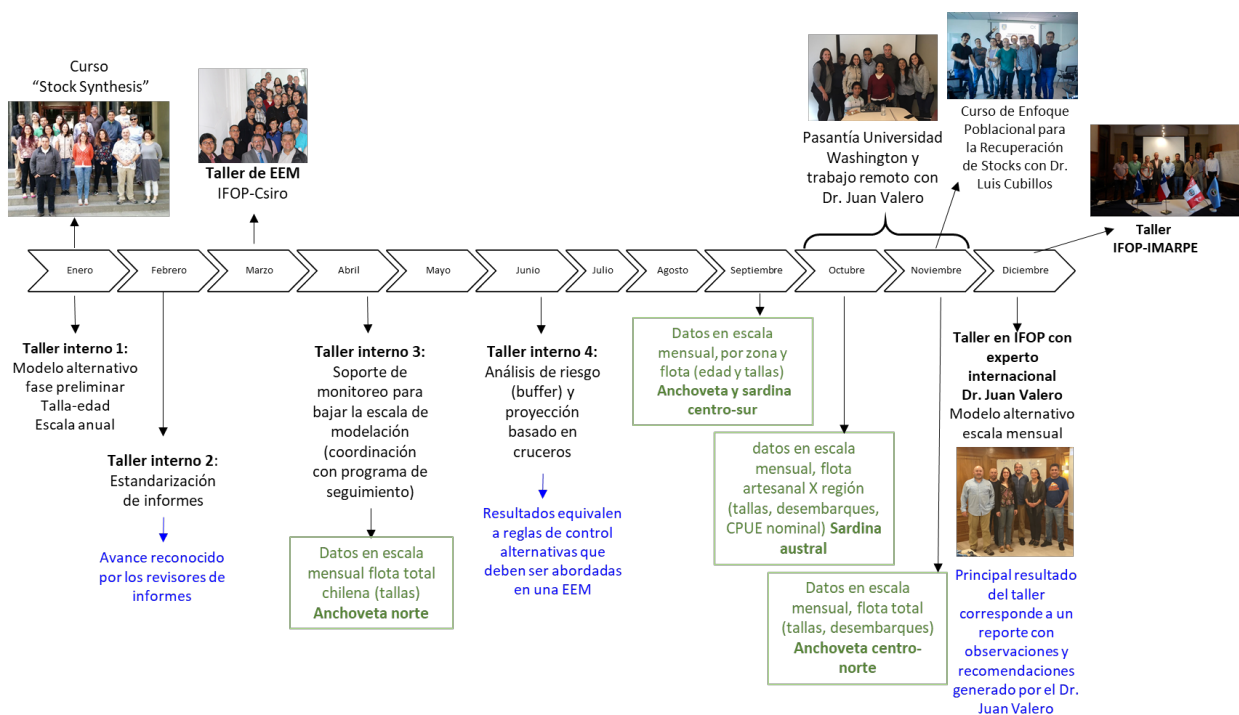 Curso
“Stock Synthesis”
Taller de EEM
IFOP-Csiro
Pasantía Universidad
Washington y
trabajo remoto con
Dr. Juan Valero
Curso de Enfoque
Poblacional para
la Recuperación
de Stocks con Dr.
Luis Cubillos
Taller
IFOP-IMARPE
Enero
Febrero
Marzo
Abril
Mayo
Junio
Julio
Agosto
Septiembre
Octubre
Noviembre
Diciembre
Taller interno 1:
Modelo alternativo
fase preliminar
Talla-edad
Escala anual
Taller interno 2:
Estandarización
de informes
Avance reconocido
por los revisores de
informes
Taller interno 3:
Soporte de
monitoreo para
bajar la escala de
modelación
(coordinación
con programa de
seguimiento)
Datos en escala
mensual flota total
chilena (tallas)
Anchoveta norte
Taller interno 4:
Análisis de riesgo
(buffer) y
proyección
basado en
cruceros
Resultados equivalen
a reglas de control
alternativas que
deben ser abordadas
en una EEM
Datos en escala
mensual, por zona y
flota (edad y tallas)
Anchoveta y sardina
centro-sur
datos en escala
mensual, flota
artesanal X región
(tallas, desembarques,
CPUE nominal) Sardina
austral
Datos en escala
mensual, flota total
(tallas, desembarques)
Anchoveta centro-
norte
Taller en IFOP con
experto
internacional
Dr. Juan Valero
Modelo alternativo
escala mensual
Principal resultado
del taller
corresponde a un
reporte con
observaciones y
recomendaciones
generado por el Dr.
Juan Valero